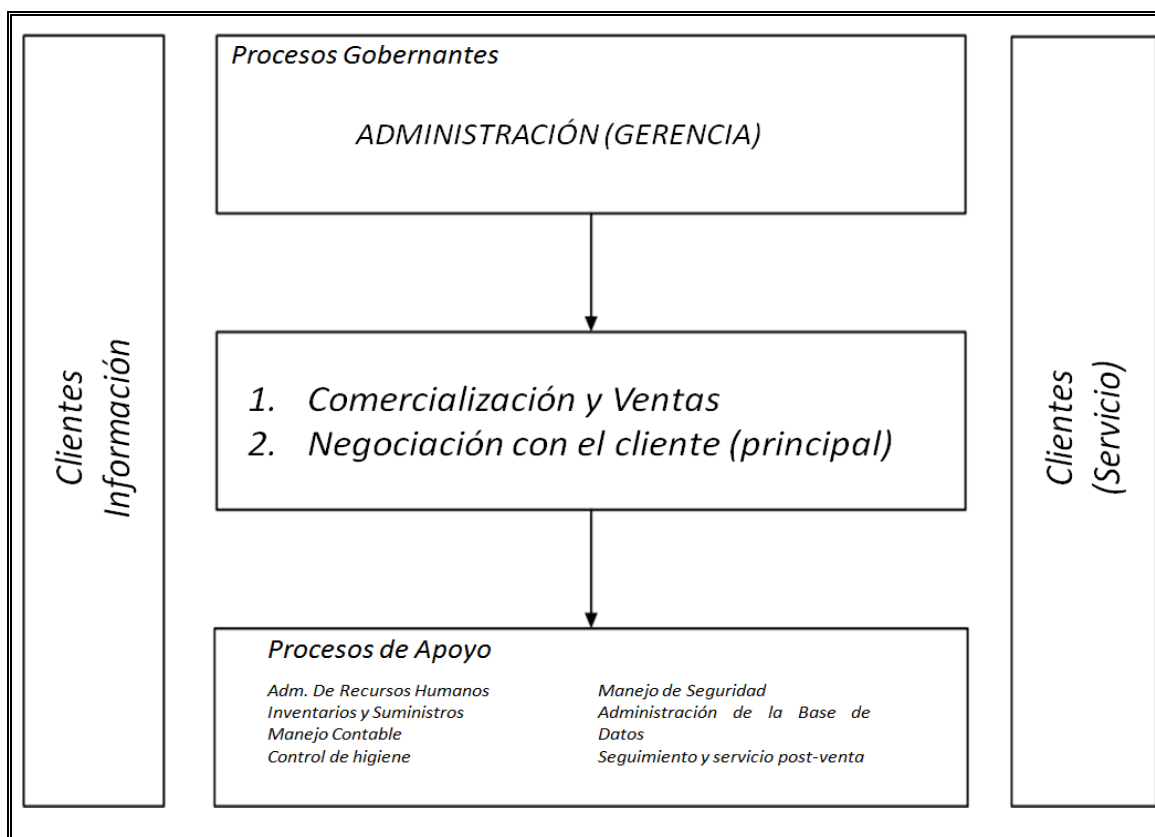 Clientes
Información
Procesos Gobernantes
ADMINISTRACIÓN (GERENCIA)
1. Comercialización y Ventas
2. Negociación con el cliente (principal)
Procesos de Apoyo
Adm. De Recursos Humanos
Inventarios y Suministros
Manejo Contable
Control de higiene
Manejo de Seguridad
Administración de la Base de
Datos
Seguimiento y servicio post-venta
Clientes
(Servicio)